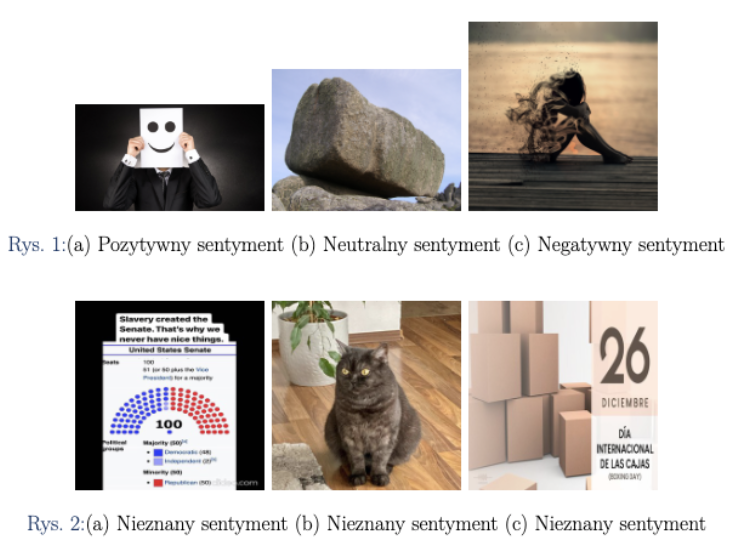 Rys. 1:(a) Pozytywny sentyment (b) Neutralny sentyment (c) Negatywny sentyment
Slavery created the
Senate. That's why we
never have nice things.
United States Senate
Seats 100
51 (or 50 plus the Vice
President) for a majority
100
Political
groups
Majority (50)
Democratic (48)
Independent (2)
Minority (50)
Republican (50)
26
DICIEMBRE
DÍA
INTERNACIONAL
DE LAS CAJAS
(BOXING DAY)
Rys. 2:(a) Nieznany sentyment (b) Nieznany sentyment (c) Nieznany sentyment